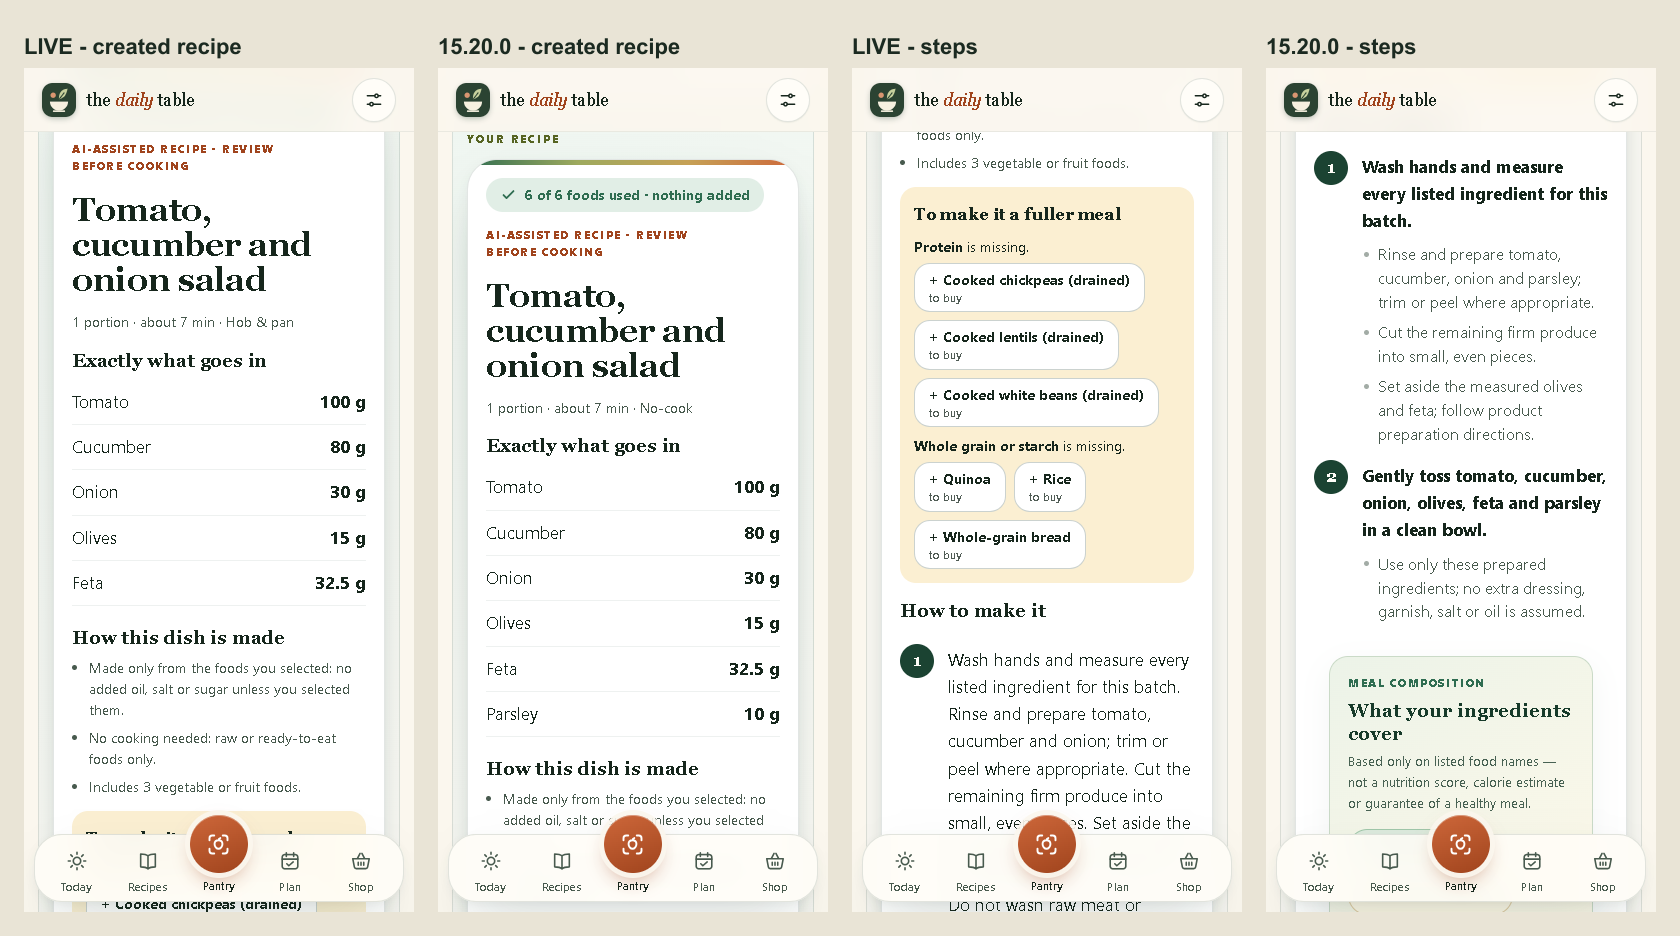 LIVE - created recipe
the daily table
AI-ASSISTED RECIPE · REVIEW
BEFORE COOKING
Tomato,
cucumber and
onion salad
1 portion · about 7 min · Hob & pan
Exactly what goes in
Tomato 100 g
Cucumber 80 g
Onion 30 g
Olives 15 g
Feta 32.5 g
How this dish is made
• Made only from the foods you selected: no
added oil, salt or sugar unless you selected
them.
• No cooking needed: raw or ready-to-eat
foods only.
• Includes 3 vegetable or fruit foods.
Today Recipes Pantry Plan Shop
+ Cooked chickpeas (drained)
15.20.0 - created recipe
the daily table
YOUR RECIPE
6 of 6 foods used · nothing added
AI-ASSISTED RECIPE · REVIEW
BEFORE COOKING
Tomato,
cucumber and
onion salad
1 portion · about 7 min · No-cook
Exactly what goes in
Tomato 100 g
Cucumber 80 g
Onion 30 g
Olives 15 g
Feta 32.5 g
Parsley 10 g
How this dish is made
• Made only from the foods you selected: no
added oil, salt or unless you selected
Today Recipes Pantry Plan Shop
LIVE - steps
the daily table
foods only.
• Includes 3 vegetable or fruit foods.
To make it a fuller meal
Protein is missing.
+ Cooked chickpeas (drained)
to buy
+ Cooked lentils (drained)
to buy
+ Cooked white beans (drained)
to buy
Whole grain or starch is missing.
+ Quinoa + Rice
to buy to buy
+ Whole-grain bread
to buy
How to make it
1 Wash hands and measure every
listed ingredient for this batch.
Rinse and prepare tomato,
cucumber and onion; trim or
peel where appropriate. Cut the
remaining firm produce into
small, Set aside the
Today Recipes Pantry Plan Shop
Do not wash raw meat or
15.20.0 - steps
the daily table
1 Wash hands and measure
every listed ingredient for this
batch.
• Rinse and prepare tomato,
cucumber, onion and parsley;
trim or peel where appropriate.
• Cut the remaining firm produce
into small, even pieces.
• Set aside the measured olives
and feta; follow product
preparation directions.
2 Gently toss tomato, cucumber,
onion, olives, feta and parsley
in a clean bowl.
• Use only these prepared
ingredients; no extra dressing,
garnish, salt or oil is assumed.
MEAL COMPOSITION
What your ingredients
cover
Based only on listed food names —
not a nutrition score, calorie estimate
or guarantee of a healthy meal.
Today Recipes Pantry Plan Shop